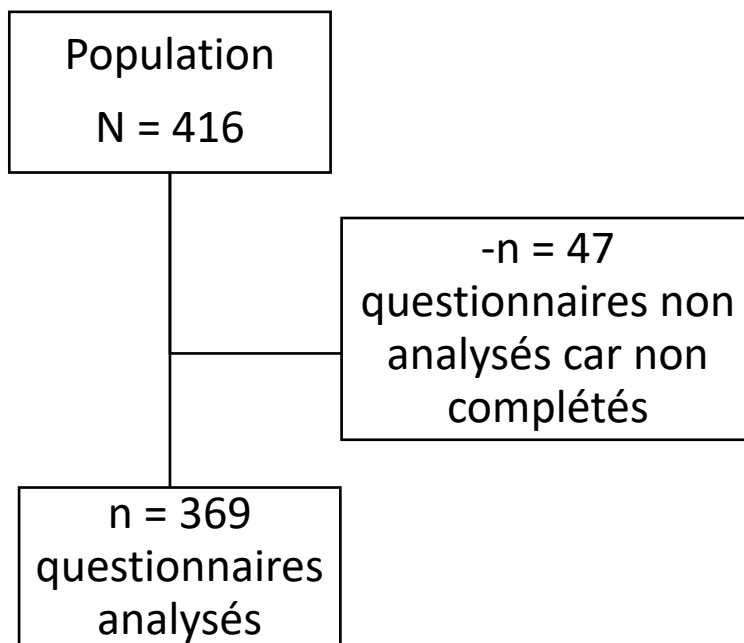 Population
N = 416
-n = 47
questionnaires non
analysés car non
complétés
n = 369
questionnaires
analysés